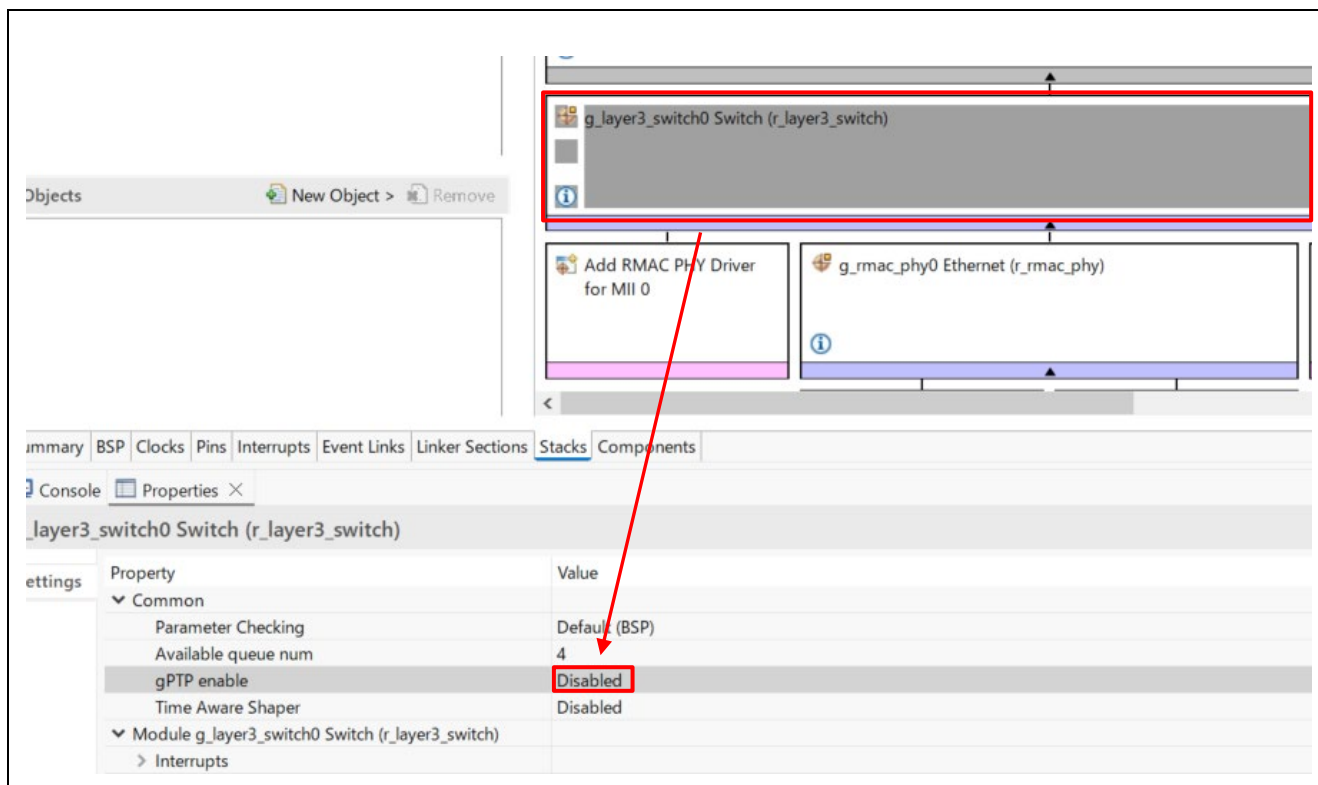 g_layer3_switch0 Switch (r_layer3_switch)
Objects
New Object >
Remove
Add RMAC PHY Driver
for MII 0
g_rmac_phy0 Ethernet (r_rmac_phy)
BSP
Clocks
Pins
Interrupts
Event Links
Linker Sections
Stacks
Components
Console
Properties
_layer3_switch0 Switch (r_layer3_switch)
ettings
Property Value
Common
Parameter Checking Default (BSP)
Available queue num 4
gPTP enable Disabled
Time Aware Shaper Disabled
Module g_layer3_switch0 Switch (r_layer3_switch)
> Interrupts